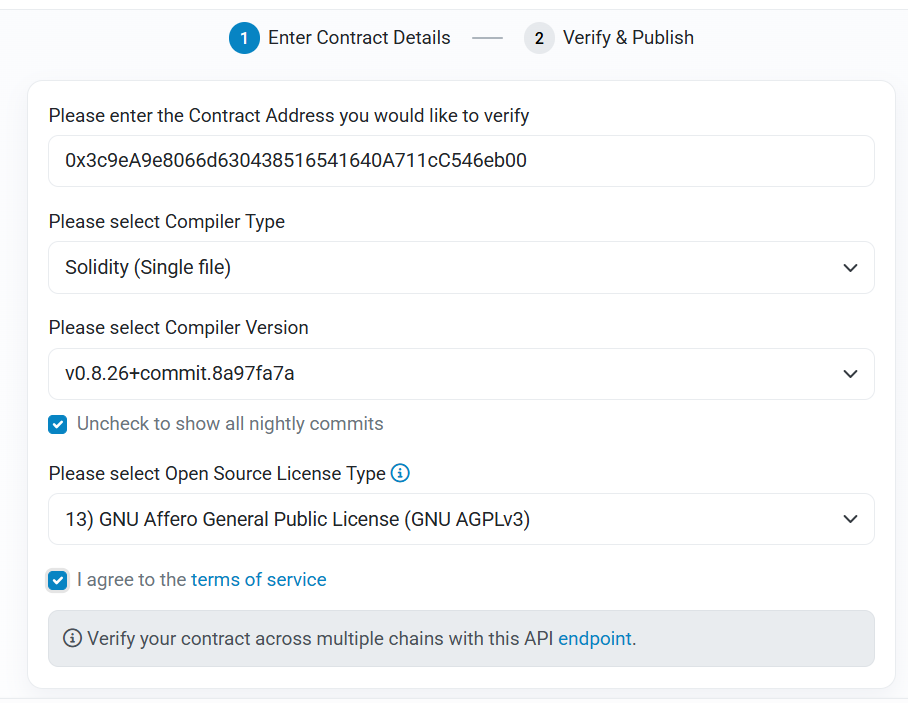 1 Enter Contract Details 2 Verify & Publish
Please enter the Contract Address you would like to verify
0x3c9eA9e8066d630438516541640A711cC546eb00
Please select Compiler Type
Solidity (Single file)
Please select Compiler Version
v0.8.26+commit.8a97fa7a
Uncheck to show all nightly commits
Please select Open Source License Type
13) GNU Affero General Public License (GNU AGPLv3)
I agree to the terms of service
Verify your contract across multiple chains with this API endpoint.